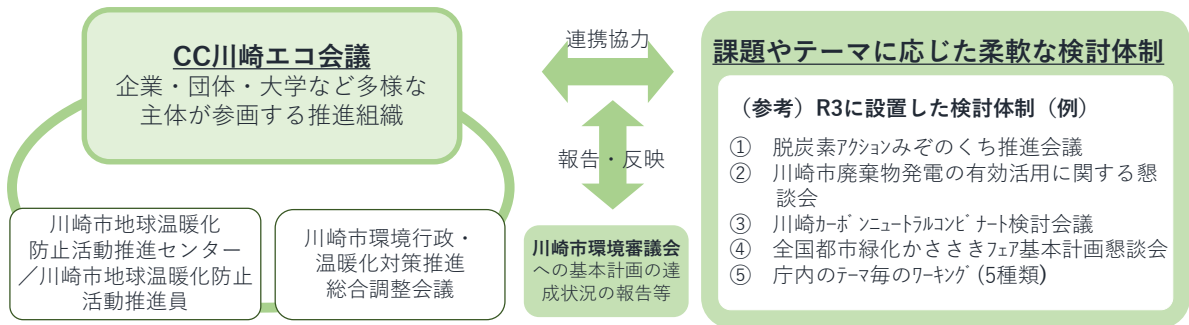 CC川崎エコ会議
企業・団体・大学など多様な
主体が参画する推進組織
川崎市地球温暖化
防止活動推進センター
／川崎市地球温暖化防止
活動推進員
川崎市環境行政・
温暖化対策推進
総合調整会議
連携協力
報告・反映
川崎市環境審議会
への基本計画の達
成状況の報告等
課題やテーマに応じた柔軟な検討体制
（参考）R3に設置した検討体制（例）
① 脱炭素ｱｸｼｮﾝみぞのくち推進会議
② 川崎市廃棄物発電の有効活用に関する懇
談会
③ 川崎ｶｰﾎﾞﾝﾆｭｰﾄﾗﾙｺﾝﾋﾞﾅｰﾄ検討会議
④ 全国都市緑化かささきﾌｪｱ基本計画懇談会
⑤ 庁内のテーマ毎のﾜｰｷﾝｸﾞ(5種類)